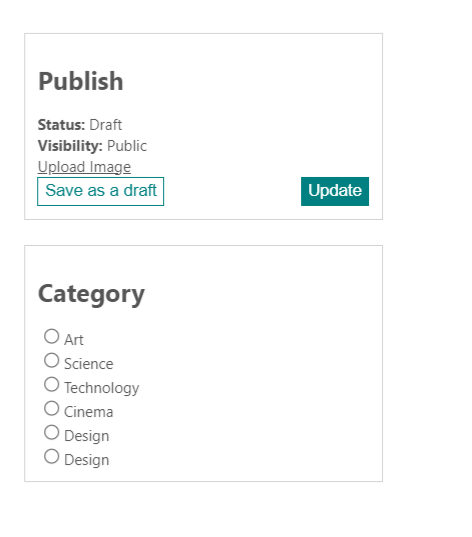 Publish
Status: Draft
Visibility: Public
Upload Image
Save as a draft Update
Category
Art
Science
Technology
Cinema
Design
Design